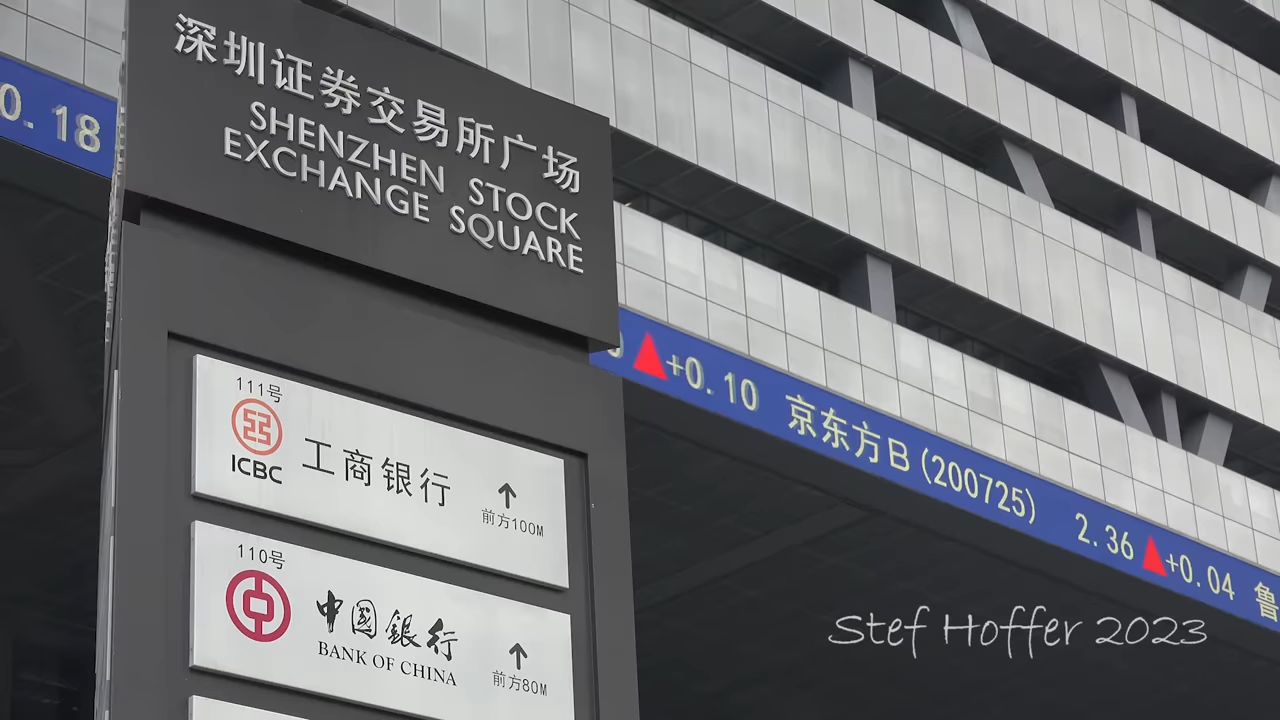 深圳证券交易所广场
SHENZHEN STOCK
EXCHANGE SQUARE
0.18
+0.10 京东方B(200725) 2.36 +0.04 鲁
111号
ICBC
工商银行
前方100M
110号
中国銀行
BANK OF CHINA
前方80M
Stef Hoffer 2023